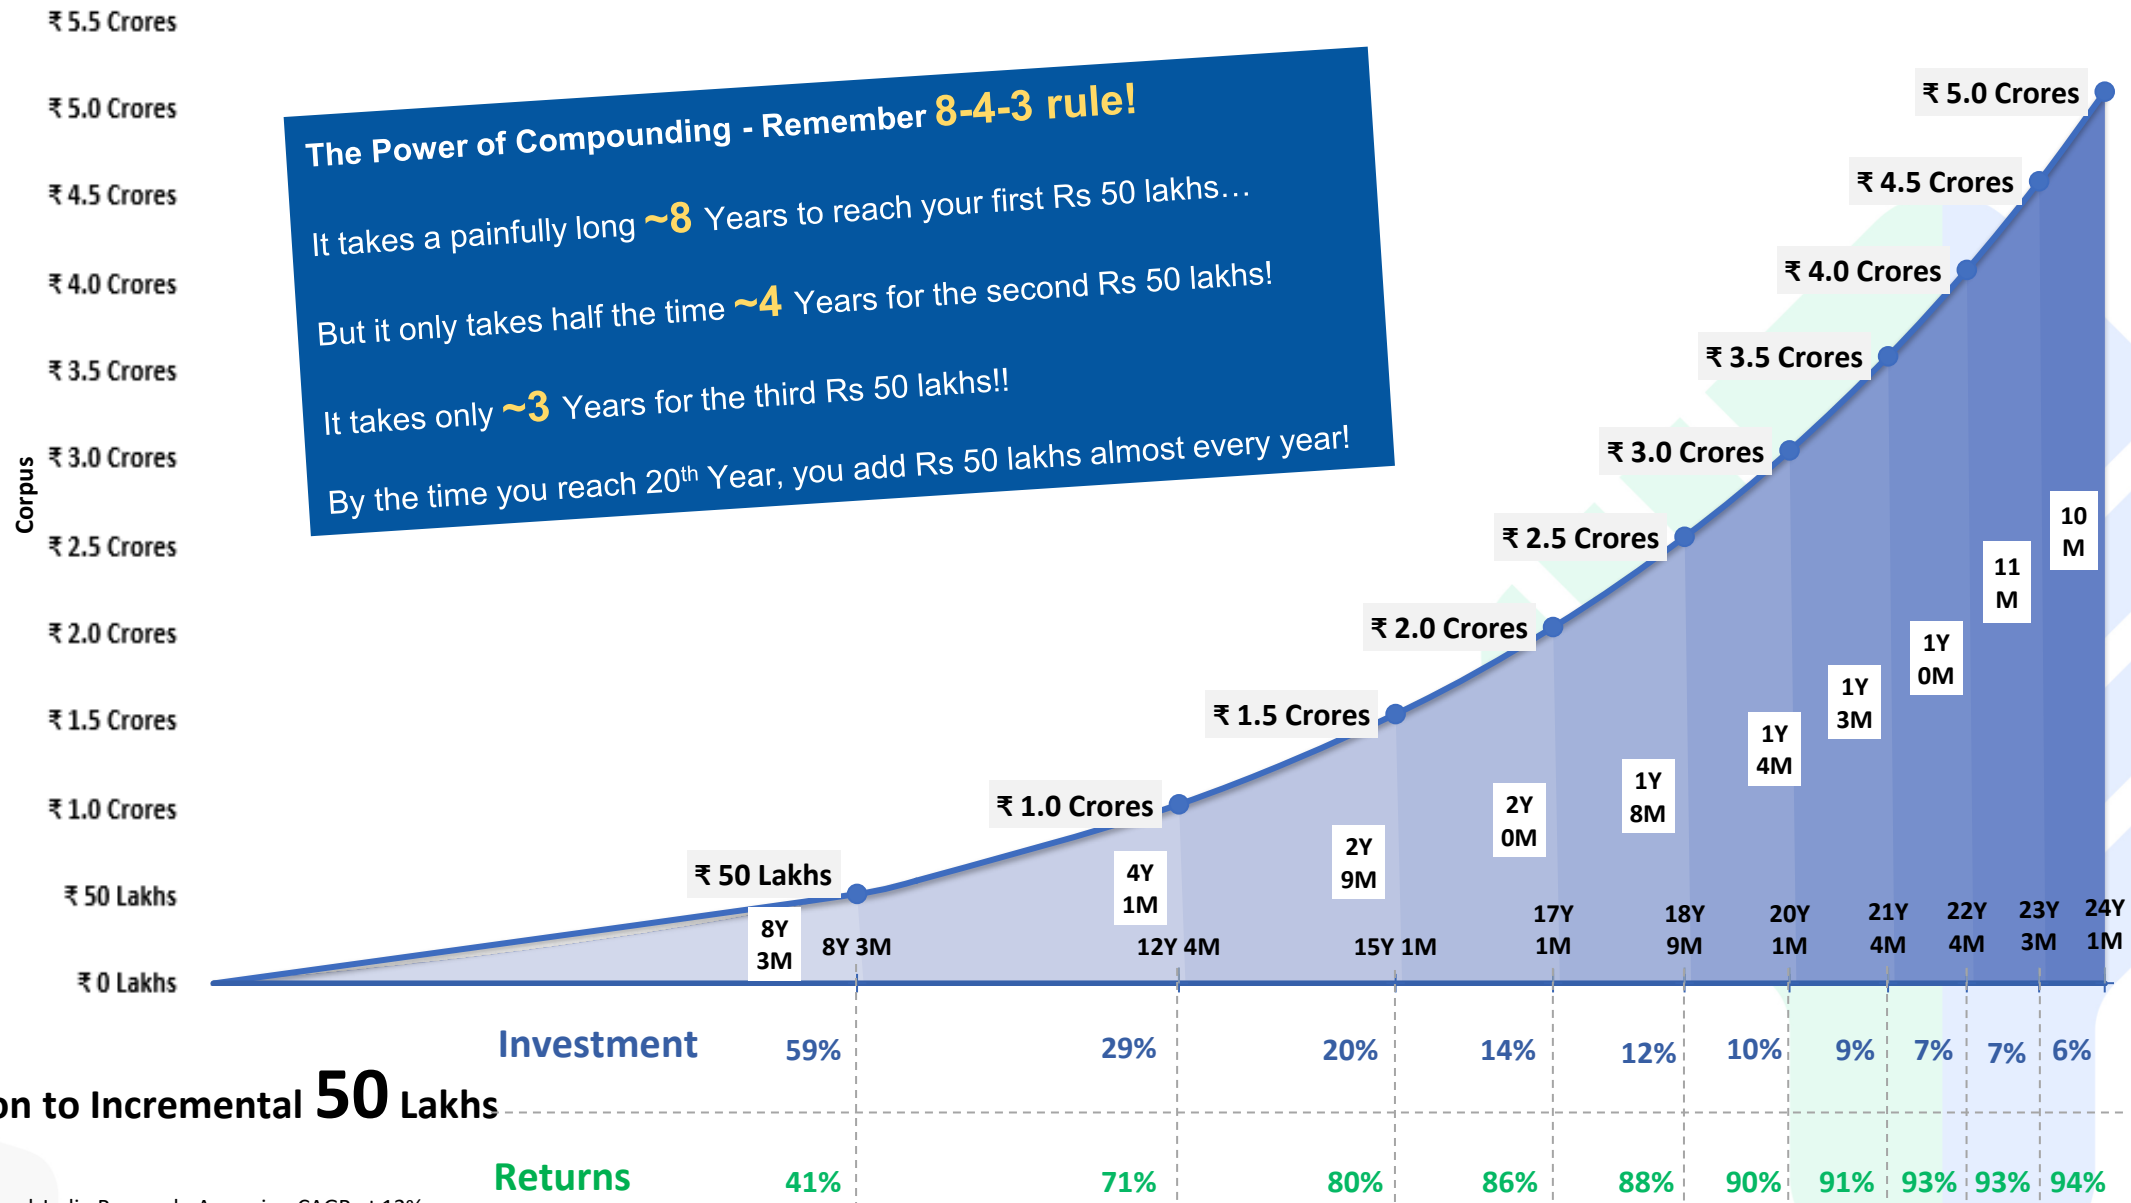 ₹ 5.5 Crores
₹ 5.0 Crores
₹ 4.5 Crores
₹ 4.0 Crores
₹ 3.5 Crores
₹ 3.0 Crores
₹ 2.5 Crores
₹ 2.0 Crores
₹ 1.5 Crores
₹ 1.0 Crores
₹ 50 Lakhs
₹ 0 Lakhs
Corpus
The Power of Compounding - Remember 8-4-3 rule!
It takes a painfully long ~8 Years to reach your first Rs 50 lakhs…
But it only takes half the time ~4 Years for the second Rs 50 lakhs!
It takes only ~3 Years for the third Rs 50 lakhs!!
By the time you reach 20th Year, you add Rs 50 lakhs almost every year!
₹ 50 Lakhs
₹ 1.0 Crores
₹ 1.5 Crores
₹ 2.0 Crores
₹ 2.5 Crores
₹ 3.0 Crores
₹ 3.5 Crores
₹ 4.0 Crores
₹ 4.5 Crores
₹ 5.0 Crores
8Y
3M
4Y
1M
2Y
9M
2Y
0M
1Y
8M
1Y
4M
1Y
3M
1Y
0M
11
M
10
M
8Y 3M
12Y 4M
15Y 1M
17Y
1M
18Y
9M
20Y
1M
21Y
4M
22Y
4M
23Y
3M
24Y
1M
Investment 59% 29% 20% 14% 12% 10% 9% 7% 7% 6%
on to Incremental 50 Lakhs
Returns 41% 71% 80% 86% 88% 90% 91% 93% 93% 94%